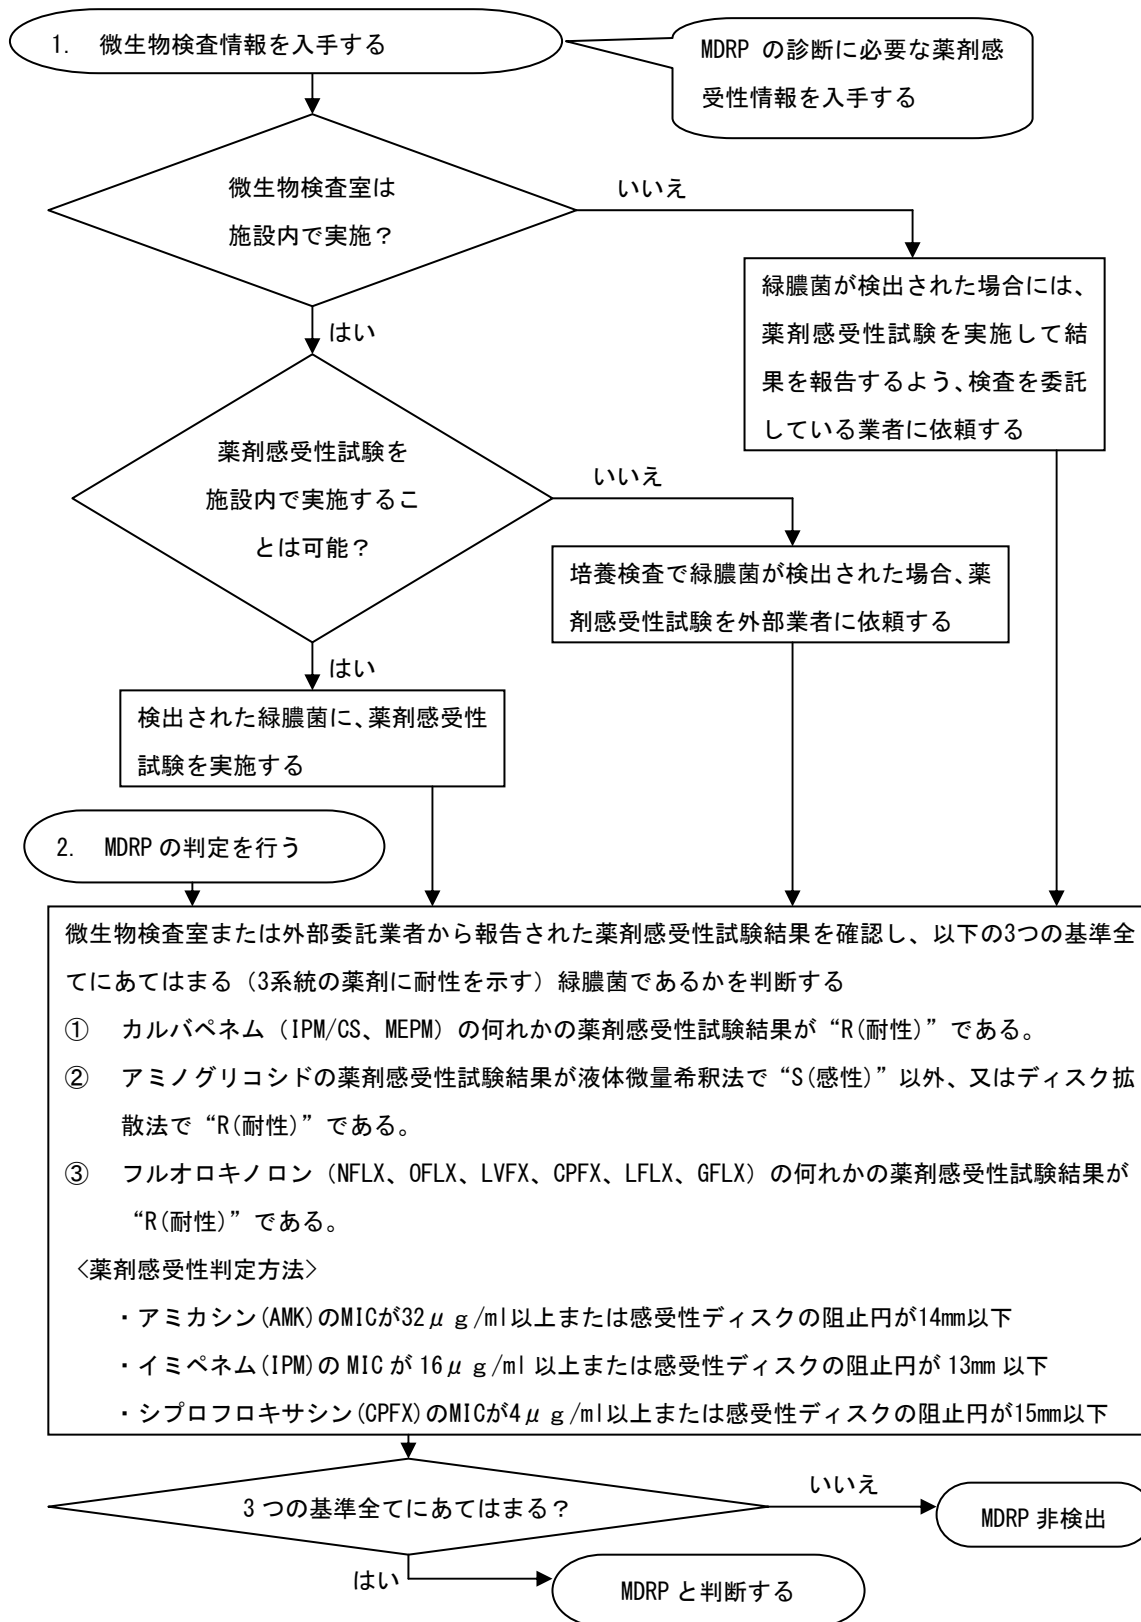 1. 微生物検査情報を入手する
MDRP の診断に必要な薬剤感
受性情報を入手する
微生物検査室は
施設内で実施？
いいえ
はい
緑膿菌が検出された場合には、
薬剤感受性試験を実施して結
果を報告するよう、検査を委託
している業者に依頼する
薬剤感受性試験を
施設内で実施するこ
とは可能？
いいえ
はい
培養検査で緑膿菌が検出された場合、薬
剤感受性試験を外部業者に依頼する
検出された緑膿菌に、薬剤感受性
試験を実施する
2. MDRP の判定を行う
微生物検査室または外部委託業者から報告された薬剤感受性試験結果を確認し、以下の3つの基準全
てにあてはまる（3系統の薬剤に耐性を示す）緑膿菌であるかを判断する
① カルバペネム（IPM/CS、MEPM）の何れかの薬剤感受性試験結果が“R(耐性)”である。
② アミノグリコシドの薬剤感受性試験結果が液体微量希釈法で“S(感性)”以外、又はディスク拡
散法で“R(耐性)”である。
③ フルオロキノロン（NFLX、OFLX、LVFX、CPFX、LFLX、GFLX）の何れかの薬剤感受性試験結果が
“R(耐性)”である。
<薬剤感受性判定方法>
・アミカシン(AMK)のMICが32μg/ml以上または感受性ディスクの阻止円が14mm以下
・イミペネム(IPM)の MIC が 16μg/ml 以上または感受性ディスクの阻止円が 13mm 以下
・シプロフロキサシン(CPFX)のMICが4μg/ml以上または感受性ディスクの阻止円が15mm以下
3 つの基準全てにあてはまる？
いいえ
MDRP 非検出
はい
MDRP と判断する